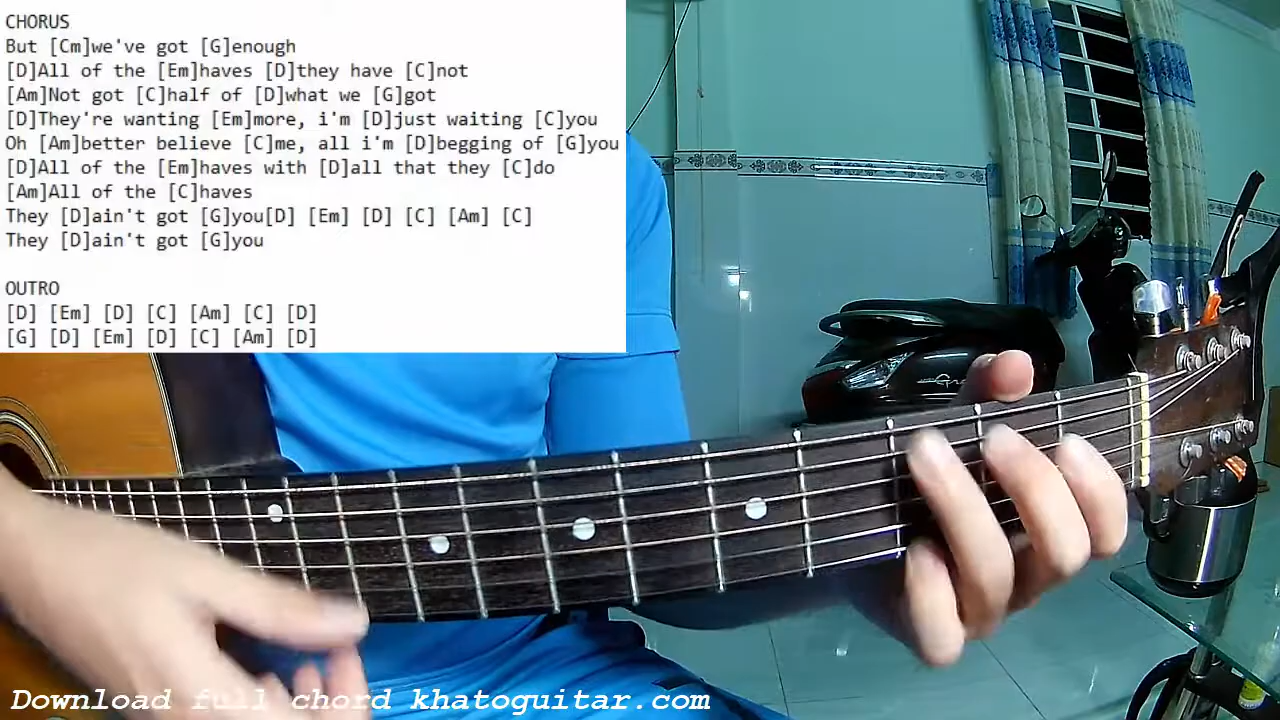 CHORUS
But [Cm]we've got [G]enough
[D]All of the [Em]haves [D]they have [C]not
[Am]Not got [C]half of [D]what we [G]got
[D]They're wanting [Em]more, i'm [D]just waiting [C]you
Oh [Am]better believe [C]me, all i'm [D]begging of [G]you
[D]All of the [Em]haves with [D]all that they [C]do
[Am]All of the [C]haves
They [D]ain't got [G]you[D] [Em] [D] [C] [Am] [C]
They [D]ain't got [G]you
OUTRO
[D] [Em] [D] [C] [Am] [C] [D]
[G] [D] [Em] [D] [C] [Am] [D]
Download full chord khatoguitar.com